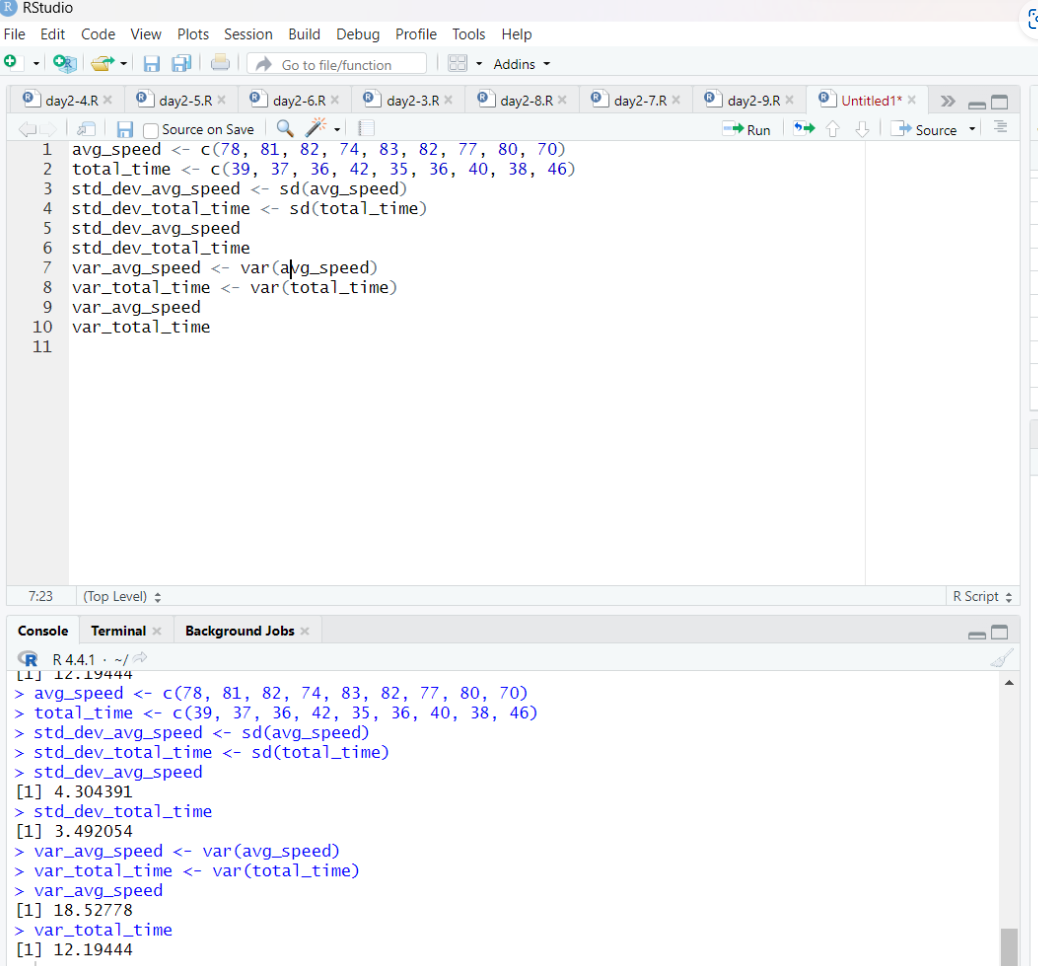 RStudio
File Edit Code View Plots Session Build Debug Profile Tools Help
Go to file/function Addins
day2-4.R day2-5.R day2-6.R day2-3.R day2-8.R day2-7.R day2-9.R Untitled1*
Source on Save Run Source
1 avg_speed <- c(78, 81, 82, 74, 83, 82, 77, 80, 70)
2 total_time <- c(39, 37, 36, 42, 35, 36, 40, 38, 46)
3 std_dev_avg_speed <- sd(avg_speed)
4 std_dev_total_time <- sd(total_time)
5 std_dev_avg_speed
6 std_dev_total_time
7 var_avg_speed <- var(avg_speed)
8 var_total_time <- var(total_time)
9 var_avg_speed
10 var_total_time
11
7:23 (Top Level) R Script
Console Terminal Background Jobs
R 4.4.1 · ~/
[1] 12.19444
> avg_speed <- c(78, 81, 82, 74, 83, 82, 77, 80, 70)
> total_time <- c(39, 37, 36, 42, 35, 36, 40, 38, 46)
> std_dev_avg_speed <- sd(avg_speed)
> std_dev_total_time <- sd(total_time)
> std_dev_avg_speed
[1] 4.304391
> std_dev_total_time
[1] 3.492054
> var_avg_speed <- var(avg_speed)
> var_total_time <- var(total_time)
> var_avg_speed
[1] 18.52778
> var_total_time
[1] 12.19444